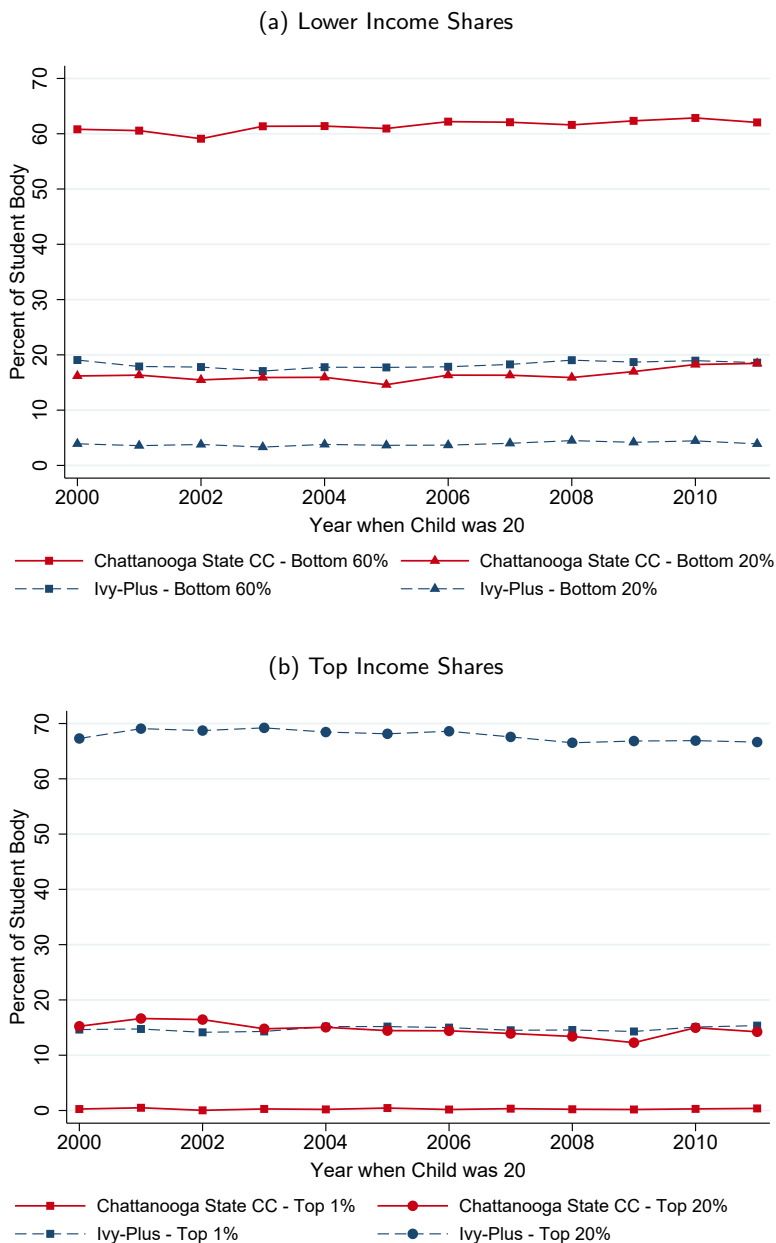 (a) Lower Income Shares
Percent of Student Body
70
60
50
40
30
20
10
0
2000 2002 2004 2006 2008 2010
Year when Child was 20
Chattanooga State CC - Bottom 60% Chattanooga State CC - Bottom 20%
Ivy-Plus - Bottom 60% Ivy-Plus - Bottom 20%
(b) Top Income Shares
Percent of Student Body
70
60
50
40
30
20
10
0
2000 2002 2004 2006 2008 2010
Year when Child was 20
Chattanooga State CC - Top 1% Chattanooga State CC - Top 20%
Ivy-Plus - Top 1% Ivy-Plus - Top 20%